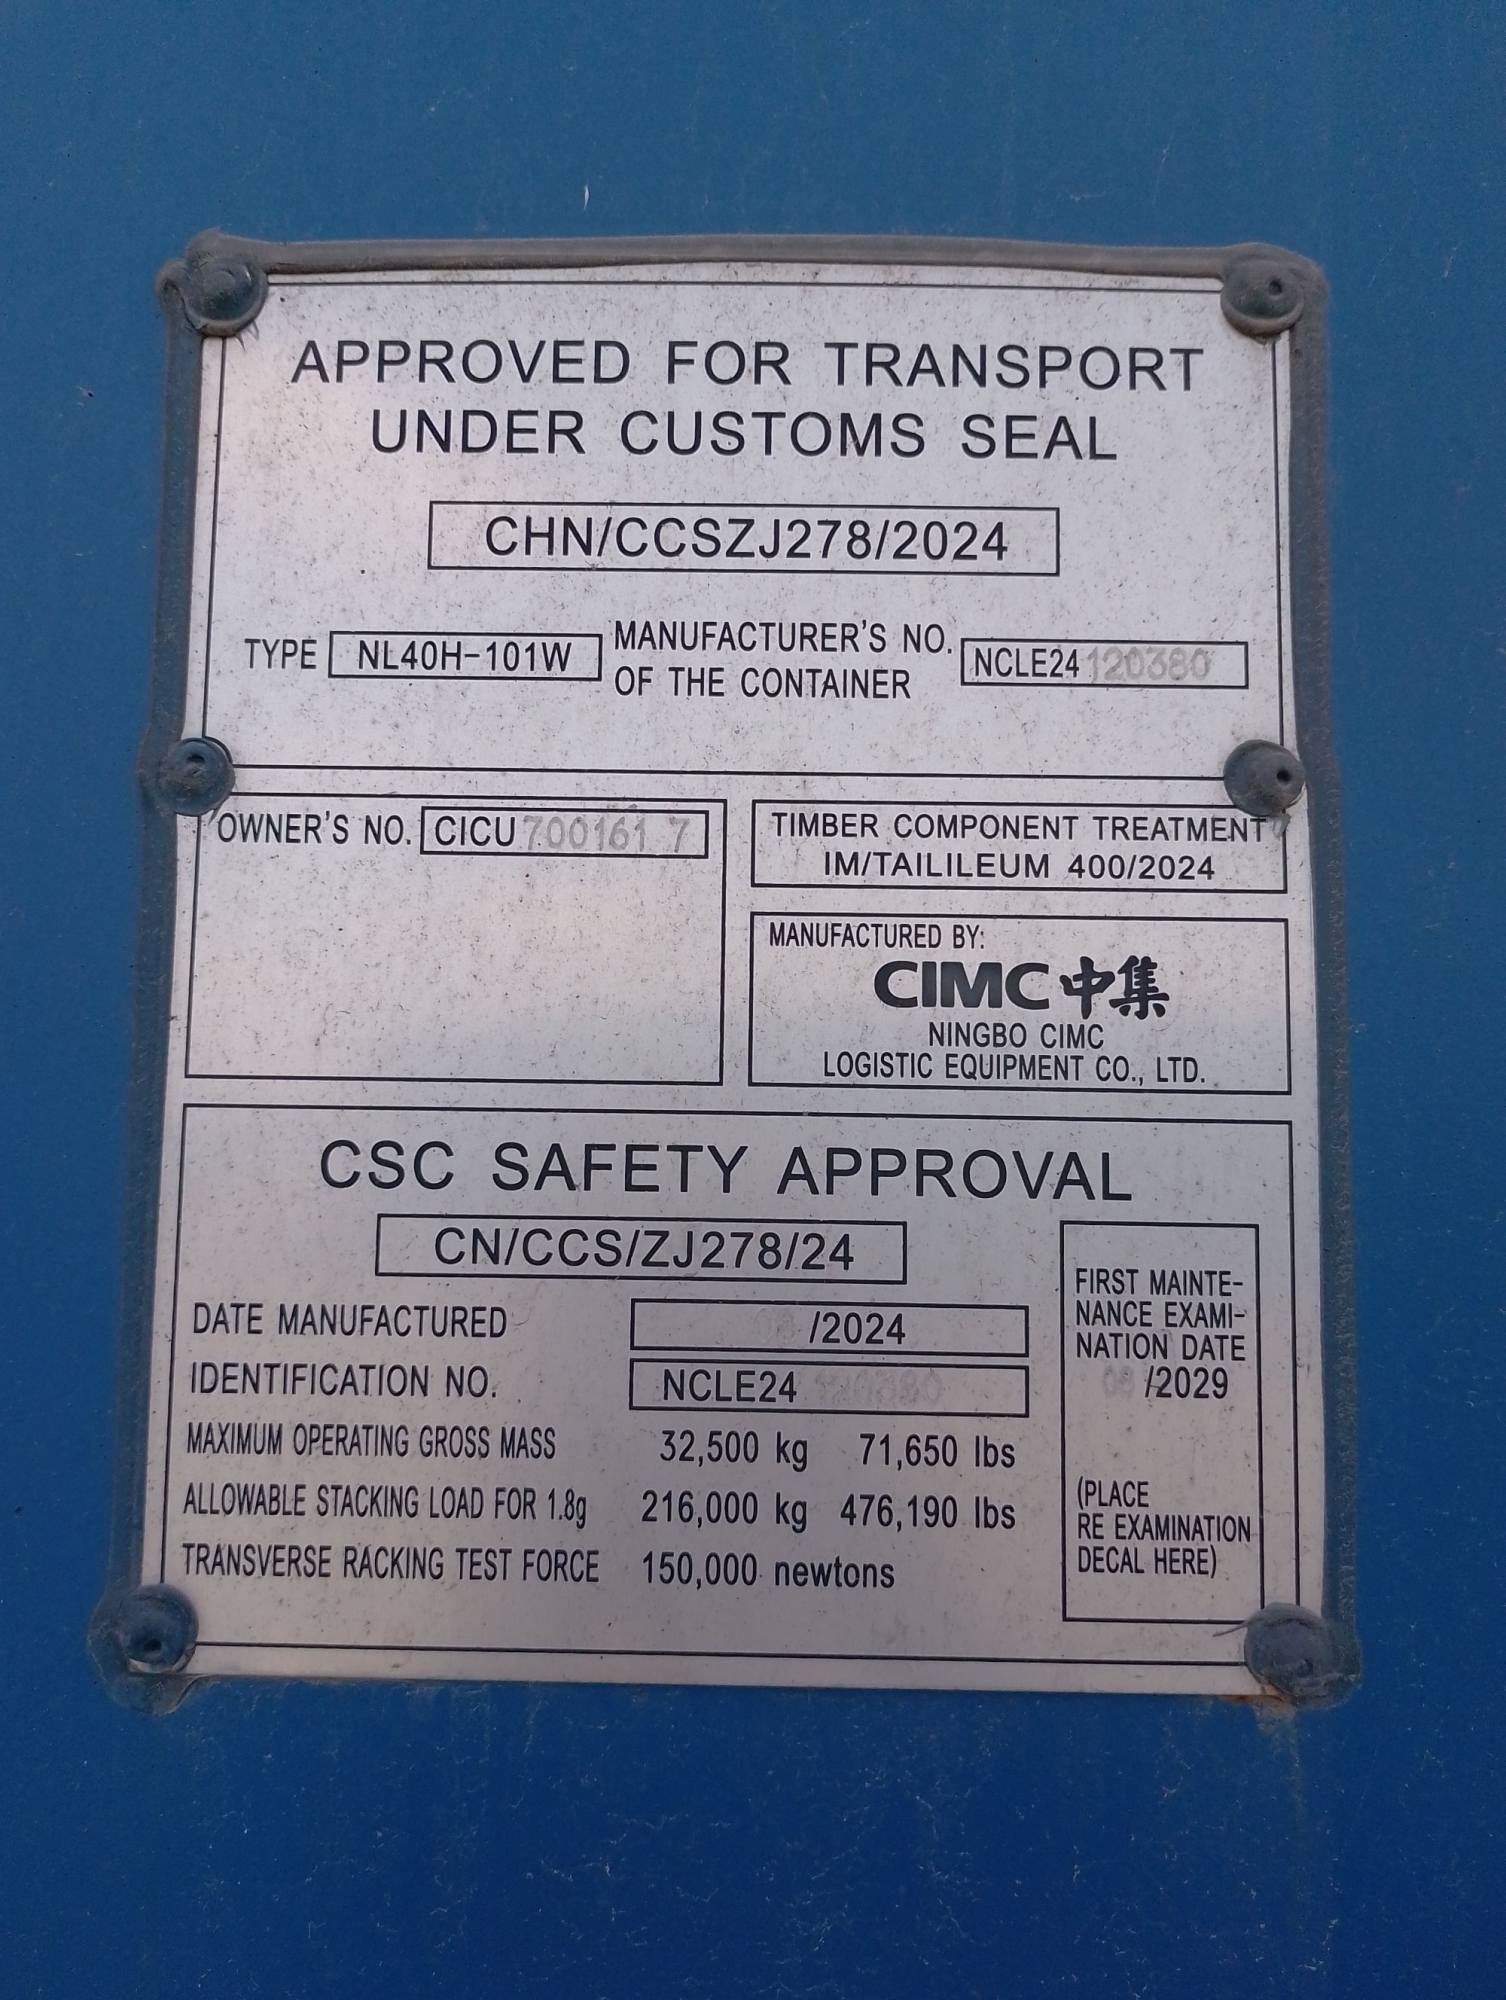 APPROVED FOR TRANSPORT
UNDER CUSTOMS SEAL
CHN/CCSZJ278/2024
TYPE NL40H-101W MANUFACTURER'S NO. OF THE CONTAINER NCLE24 120380
OWNER'S NO. CICU 700161 7
TIMBER COMPONENT TREATMENT
IM/TAILILEUM 400/2024
MANUFACTURED BY:
CIMC 中集
NINGBO CIMC
LOGISTIC EQUIPMENT CO., LTD.
CSC SAFETY APPROVAL
CN/CCS/ZJ278/24
DATE MANUFACTURED /2024
IDENTIFICATION NO. NCLE24 120380
MAXIMUM OPERATING GROSS MASS 32,500 kg 71,650 lbs
ALLOWABLE STACKING LOAD FOR 1.8g 216,000 kg 476,190 lbs
TRANSVERSE RACKING TEST FORCE 150,000 newtons
FIRST MAINTE-
NANCE EXAMI-
NATION DATE
/2029
(PLACE
RE EXAMINATION
DECAL HERE)